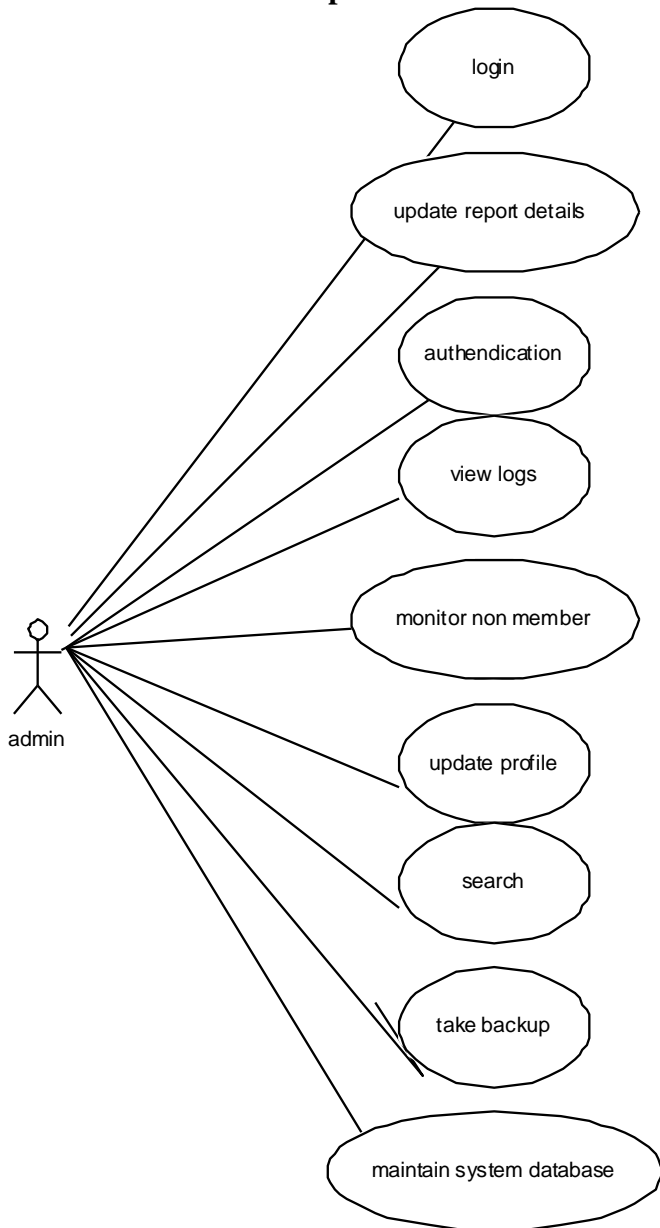 login
update report details
authendication
view logs
monitor non member
admin
update profile
search
take backup
maintain system database